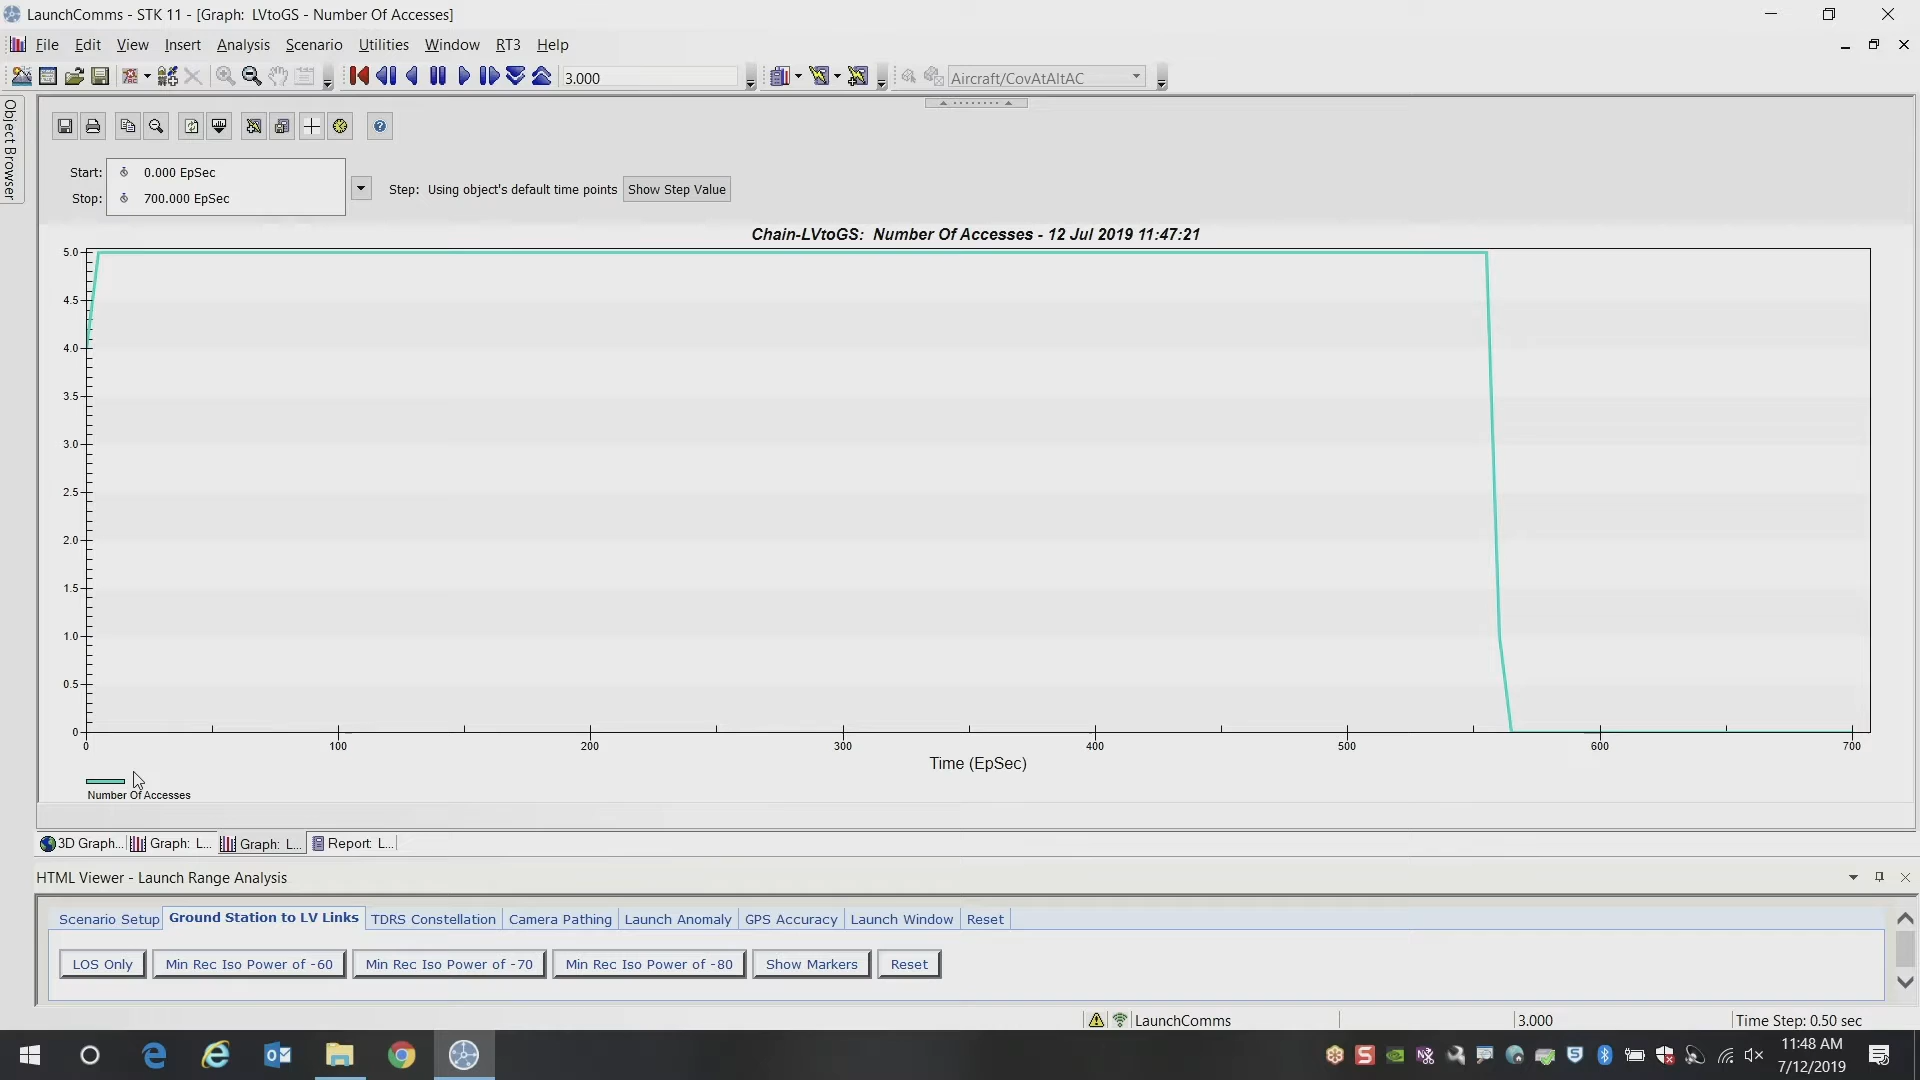 LaunchComms - STK 11 - [Graph:  LVtoGS - Number Of Accesses]
File Edit View Insert Analysis Scenario Utilities Window RT3 Help
3.000 Aircraft/CovAtAltAC
Object Browser
Start: 0.000 EpSec
Stop: 700.000 EpSec
Step: Using object's default time points Show Step Value
Chain-LVtoGS:  Number Of Accesses - 12 Jul 2019 11:47:21
5.0
4.5
4.0
3.5
3.0
2.5
2.0
1.5
1.0
0.5
0
0 100 200 300 400 500 600 700
Time (EpSec)
Number Of Accesses
3D Graph... Graph: L... Graph: L... Report: L...
HTML Viewer - Launch Range Analysis
Scenario Setup Ground Station to LV Links TDRS Constellation Camera Pathing Launch Anomaly GPS Accuracy Launch Window Reset
LOS Only Min Rec Iso Power of -60 Min Rec Iso Power of -70 Min Rec Iso Power of -80 Show Markers Reset
LaunchComms 3.000 Time Step: 0.50 sec
11:48 AM
7/12/2019